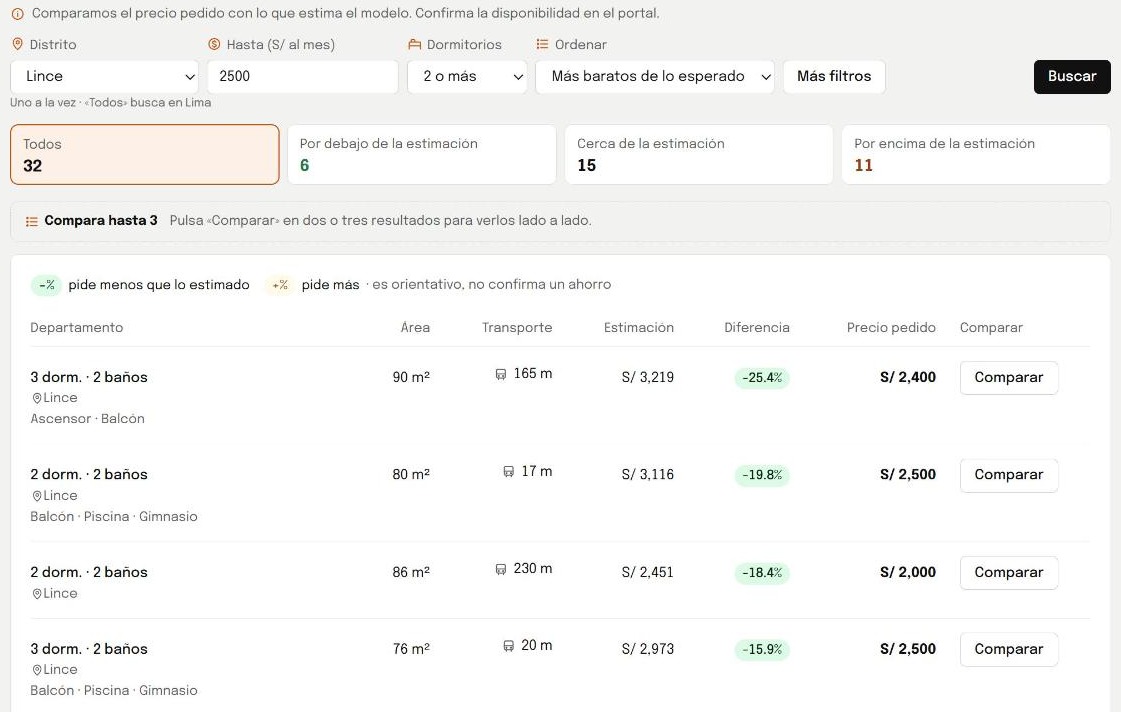 Comparamos el precio pedido con lo que estima el modelo. Confirma la disponibilidad en el portal.
Distrito Hasta (S/ al mes) Dormitorios Ordenar
Lince 2500 2 o más Más baratos de lo esperado Más filtros Buscar
Uno a la vez · «Todos» busca en Lima
Todos Por debajo de la estimación Cerca de la estimación Por encima de la estimación
32 6 15 11
Compara hasta 3 Pulsa «Comparar» en dos o tres resultados para verlos lado a lado.
-% pide menos que lo estimado +% pide más · es orientativo, no confirma un ahorro
Departamento Área Transporte Estimación Diferencia Precio pedido Comparar
3 dorm. · 2 baños 90 m² 165 m S/ 3,219 -25.4% S/ 2,400 Comparar
Lince
Ascensor · Balcón
2 dorm. · 2 baños 80 m² 17 m S/ 3,116 -19.8% S/ 2,500 Comparar
Lince
Balcón · Piscina · Gimnasio
2 dorm. · 2 baños 86 m² 230 m S/ 2,451 -18.4% S/ 2,000 Comparar
Lince
3 dorm. · 2 baños 76 m² 20 m S/ 2,973 -15.9% S/ 2,500 Comparar
Lince
Balcón · Piscina · Gimnasio